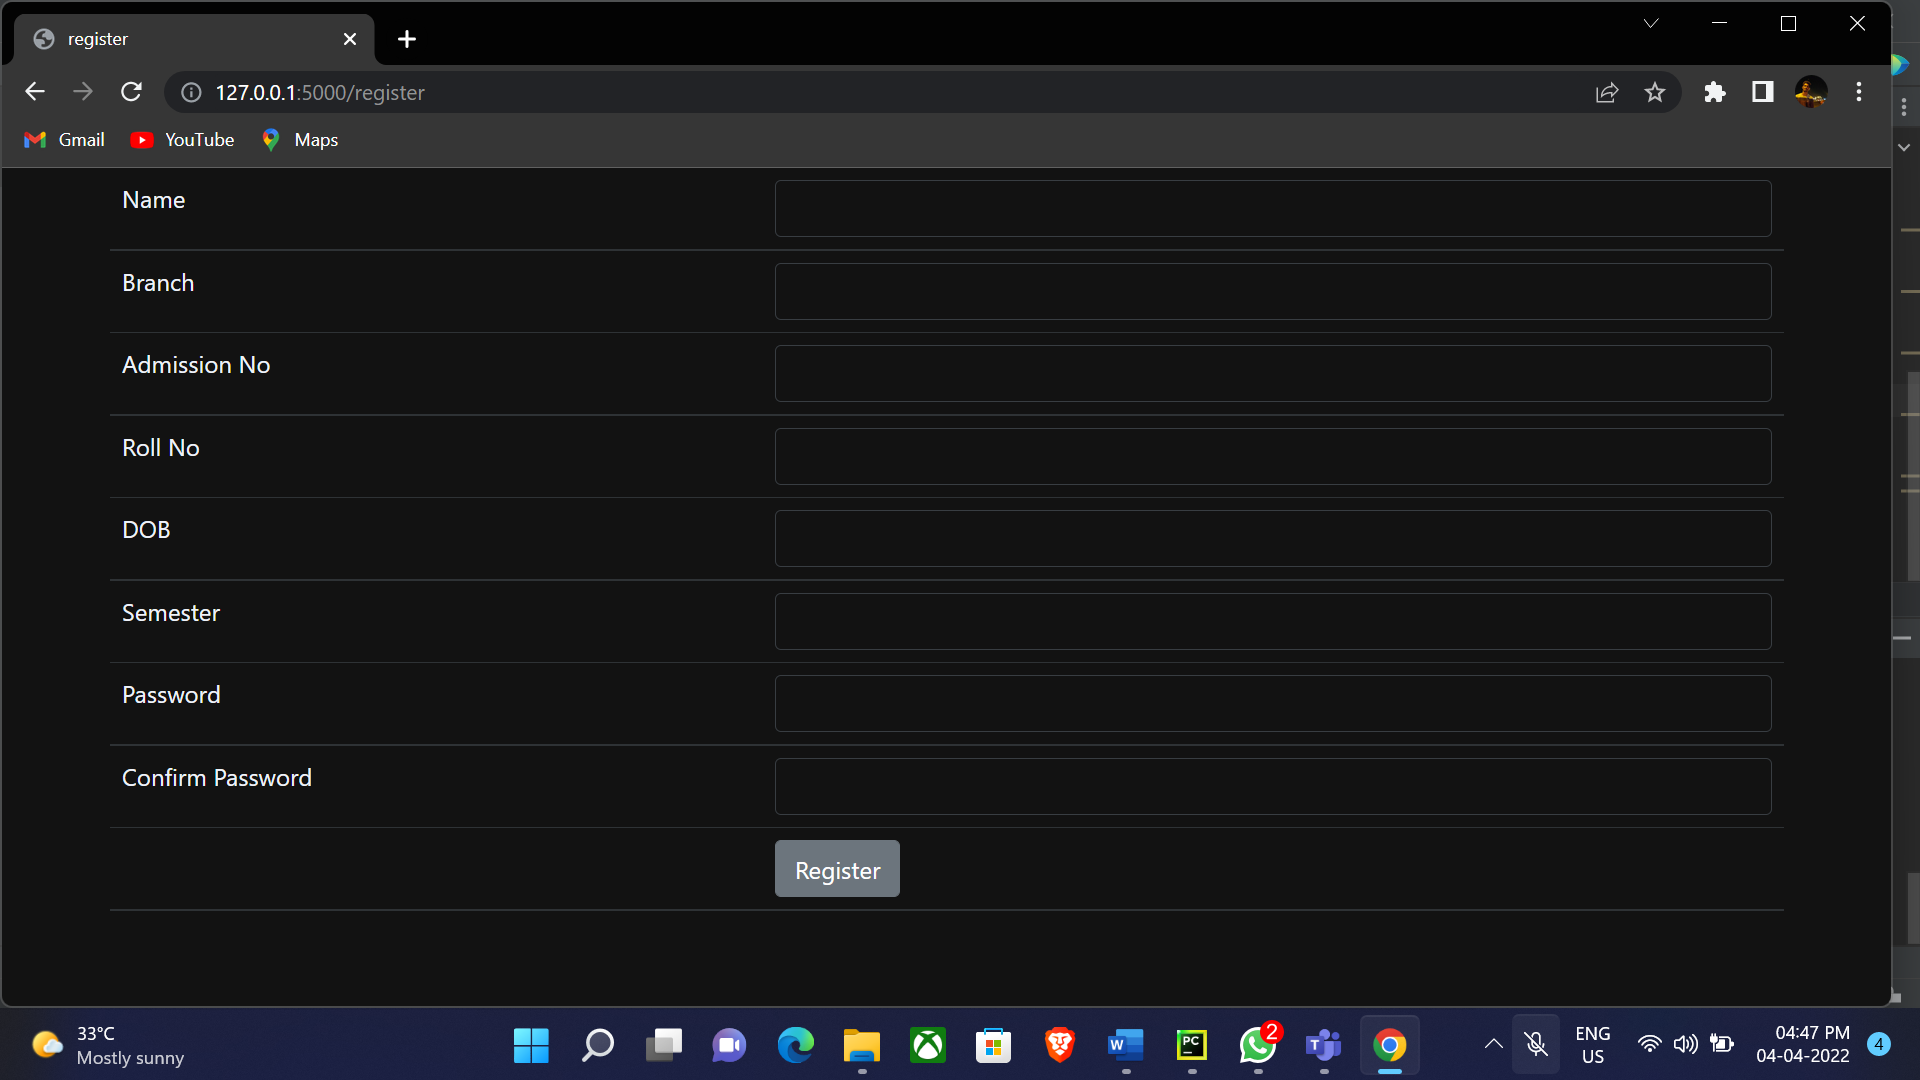 register
127.0.0.1:5000/register
Gmail YouTube Maps
Name
Branch
Admission No
Roll No
DOB
Semester
Password
Confirm Password
Register
33°C
Mostly sunny
W
PC
2
T
ENG
US
04:47 PM
04-04-2022
4